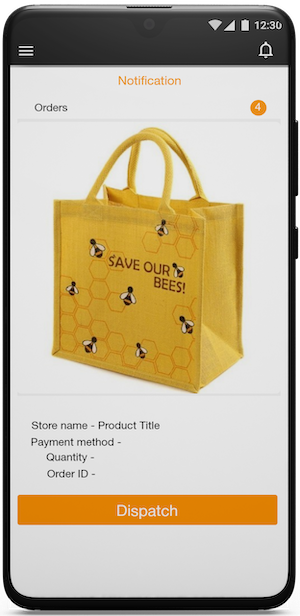 12:30
Notification
Orders 4
SAVE OUR
BEES!
Store name - Product Title
Payment method -
Quantity -
Order ID -
Dispatch